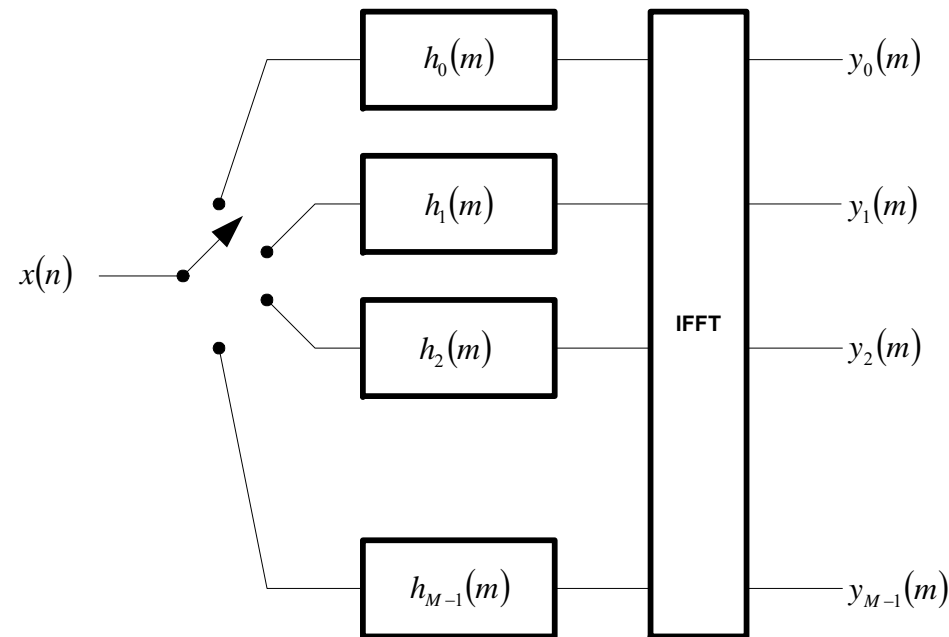 h₀(m)
y₀(m)
h₁(m)
y₁(m)
x(n)
h₂(m)
IFFT
y₂(m)
h_{M−1}(m)
y_{M−1}(m)